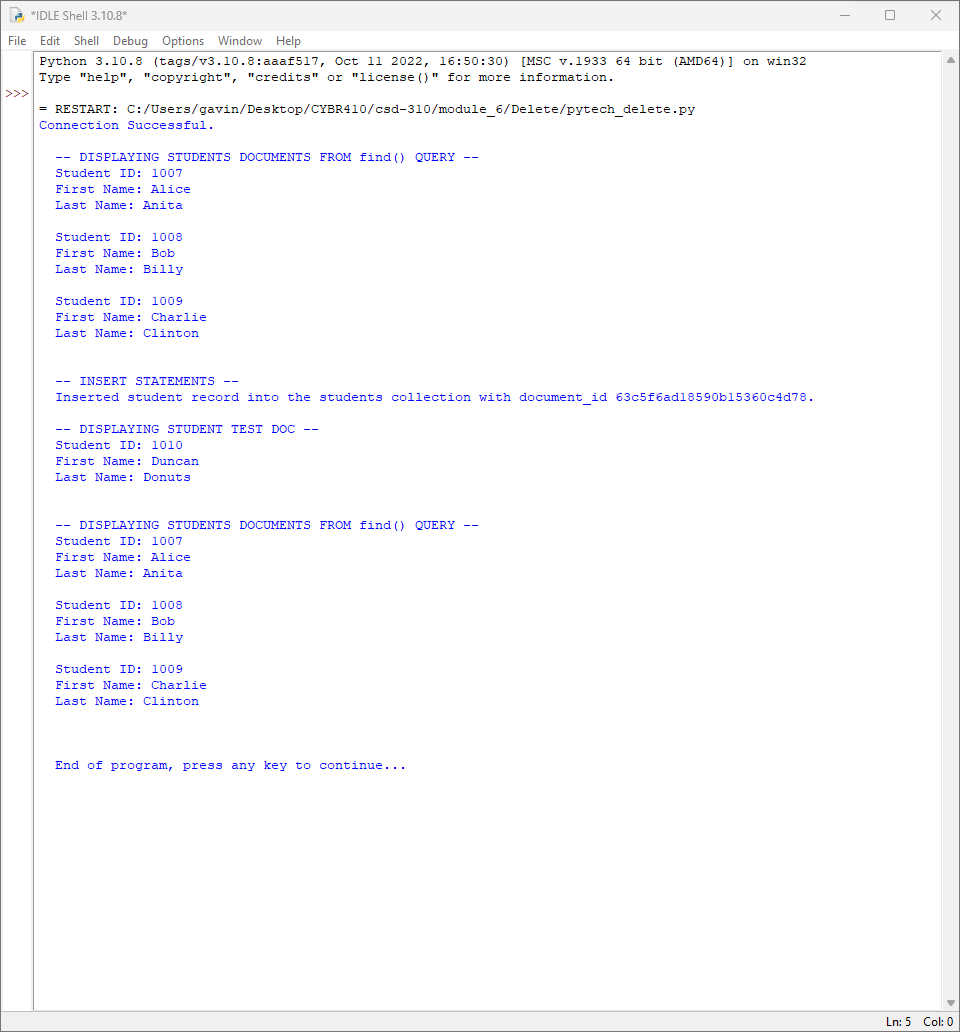 *IDLE Shell 3.10.8*
File Edit Shell Debug Options Window Help
Python 3.10.8 (tags/v3.10.8:aaaf517, Oct 11 2022, 16:50:30) [MSC v.1933 64 bit (AMD64)] on win32
Type "help", "copyright", "credits" or "license()" for more information.
>>>
= RESTART: C:/Users/gavin/Desktop/CYBR410/csd-310/module_6/Delete/pytech_delete.py
Connection Successful.
-- DISPLAYING STUDENTS DOCUMENTS FROM find() QUERY --
Student ID: 1007
First Name: Alice
Last Name: Anita
Student ID: 1008
First Name: Bob
Last Name: Billy
Student ID: 1009
First Name: Charlie
Last Name: Clinton
-- INSERT STATEMENTS --
Inserted student record into the students collection with document_id 63c5f6ad18590b15360c4d78.
-- DISPLAYING STUDENT TEST DOC --
Student ID: 1010
First Name: Duncan
Last Name: Donuts
-- DISPLAYING STUDENTS DOCUMENTS FROM find() QUERY --
Student ID: 1007
First Name: Alice
Last Name: Anita
Student ID: 1008
First Name: Bob
Last Name: Billy
Student ID: 1009
First Name: Charlie
Last Name: Clinton
End of program, press any key to continue...
Ln: 5 Col: 0